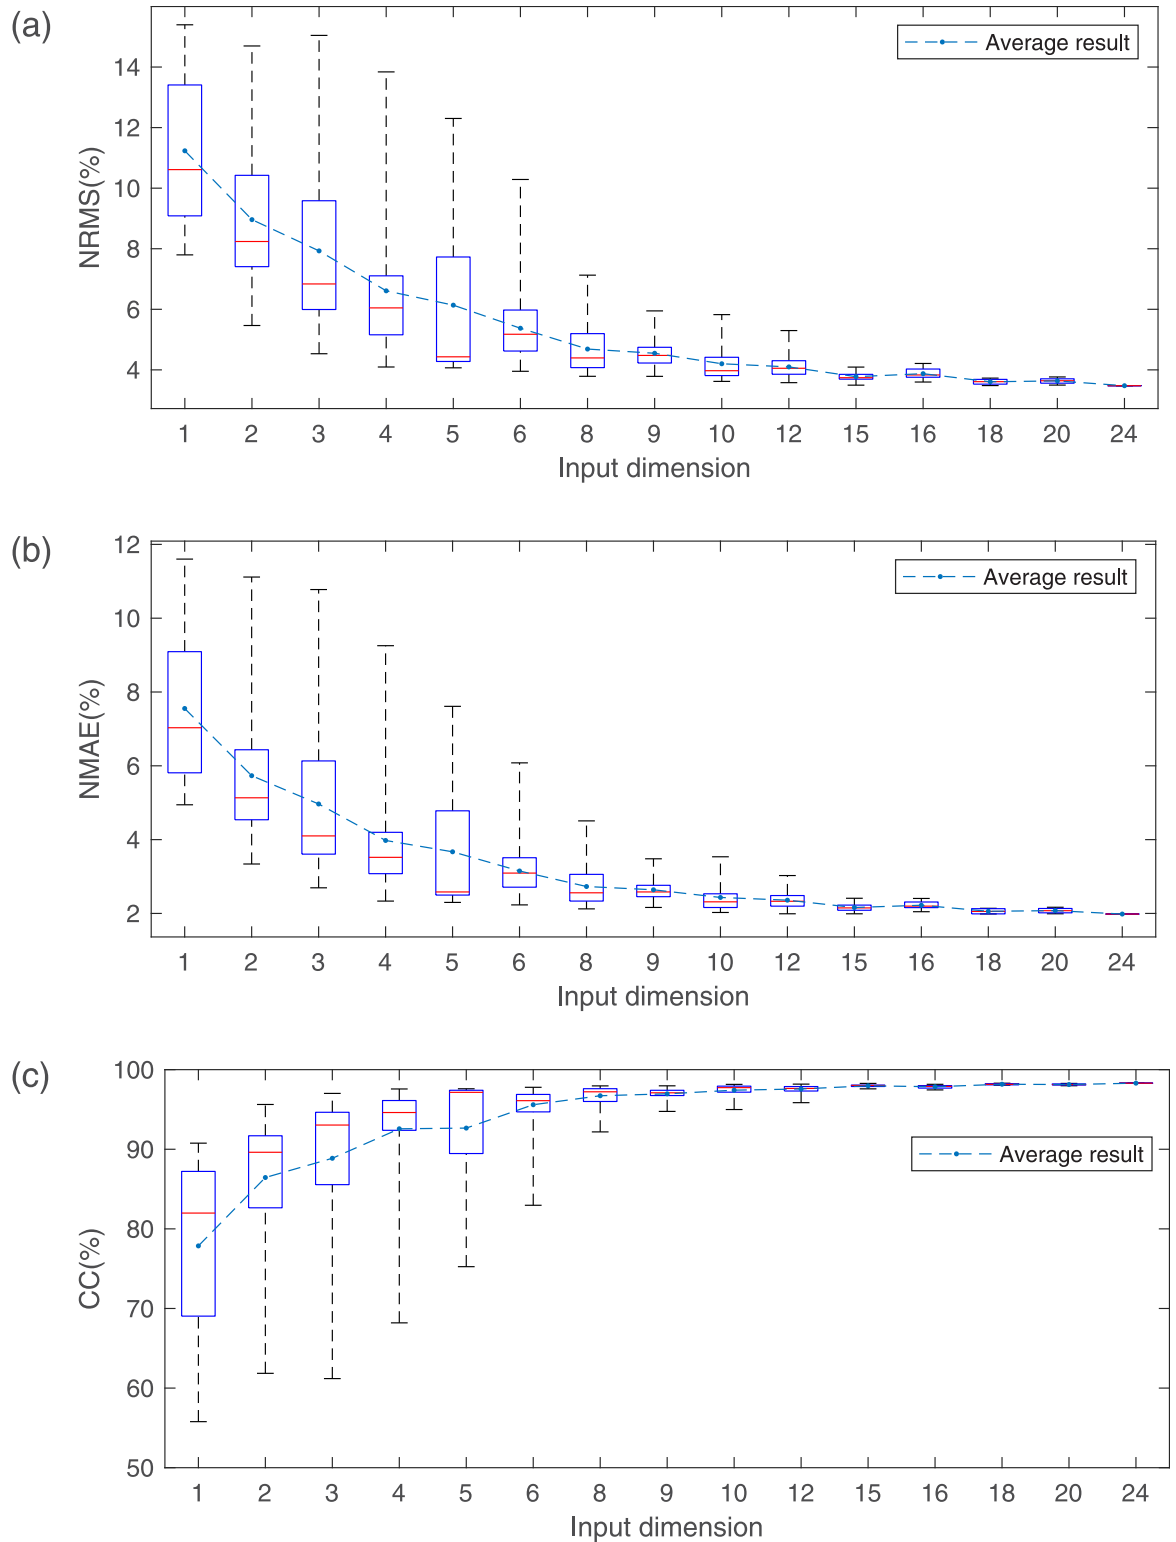 (a)
NRMS(%)
14
12
10
8
6
4
Average result
1 2 3 4 5 6 8 9 10 12 15 16 18 20 24
Input dimension
(b)
NMAE(%)
12
10
8
6
4
2
Average result
1 2 3 4 5 6 8 9 10 12 15 16 18 20 24
Input dimension
(c)
CC(%)
100
90
80
70
60
50
Average result
1 2 3 4 5 6 8 9 10 12 15 16 18 20 24
Input dimension